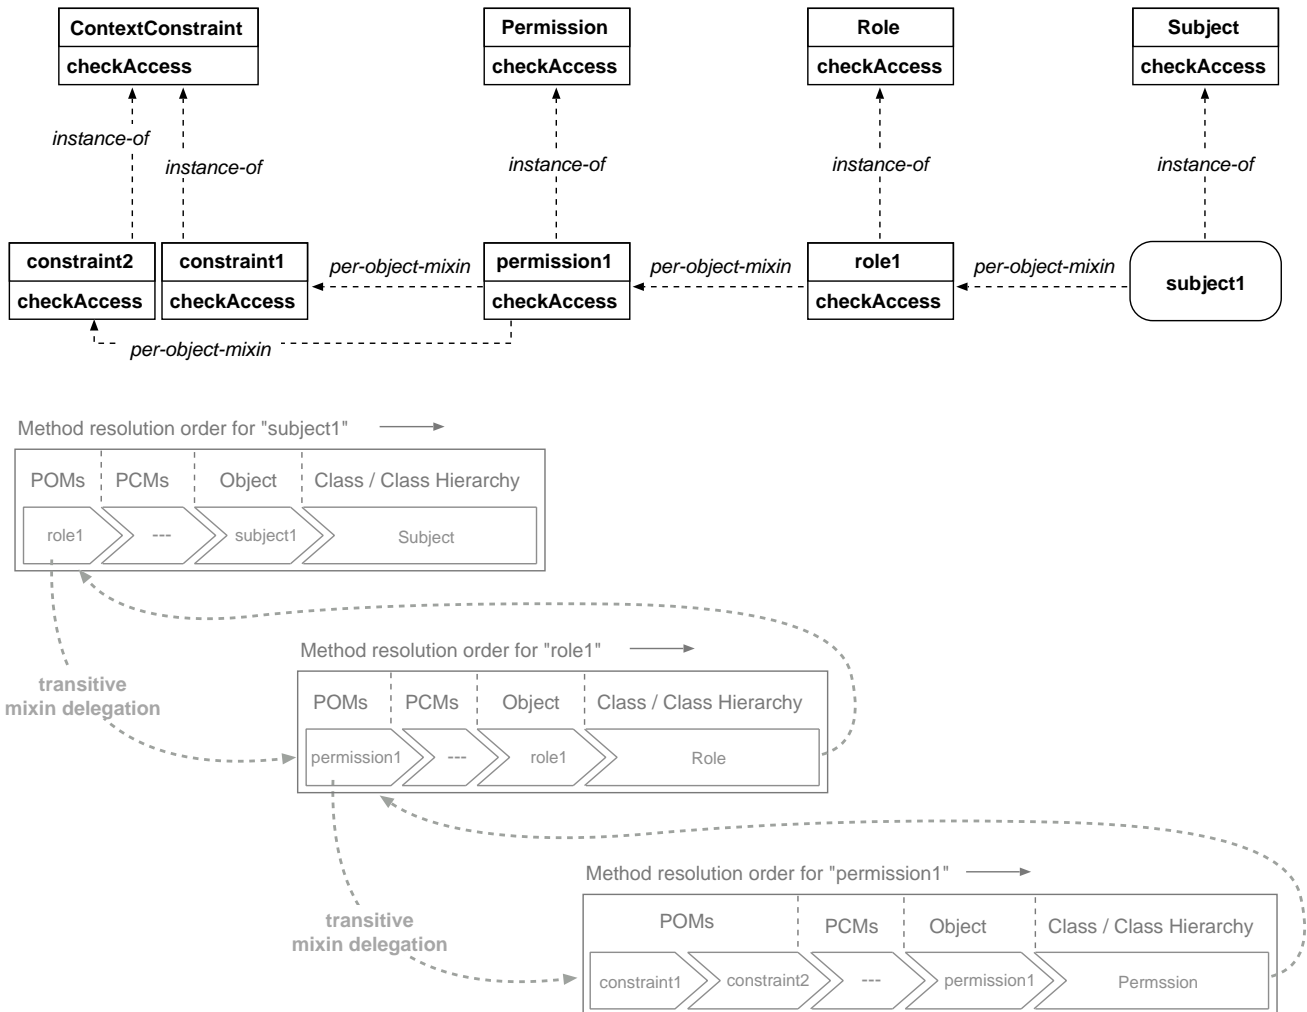 ContextConstraint
checkAccess
Permission
checkAccess
Role
checkAccess
Subject
checkAccess
instance-of
instance-of
instance-of
instance-of
instance-of
constraint2
checkAccess
constraint1
checkAccess
per-object-mixin
permission1
checkAccess
per-object-mixin
role1
checkAccess
per-object-mixin
subject1
per-object-mixin
Method resolution order for "subject1"
POMs PCMs Object Class / Class Hierarchy
role1 --- subject1 Subject
transitive
mixin delegation
Method resolution order for "role1"
POMs PCMs Object Class / Class Hierarchy
permission1 --- role1 Role
transitive
mixin delegation
Method resolution order for "permission1"
POMs PCMs Object Class / Class Hierarchy
constraint1 constraint2 --- permission1 Permssion